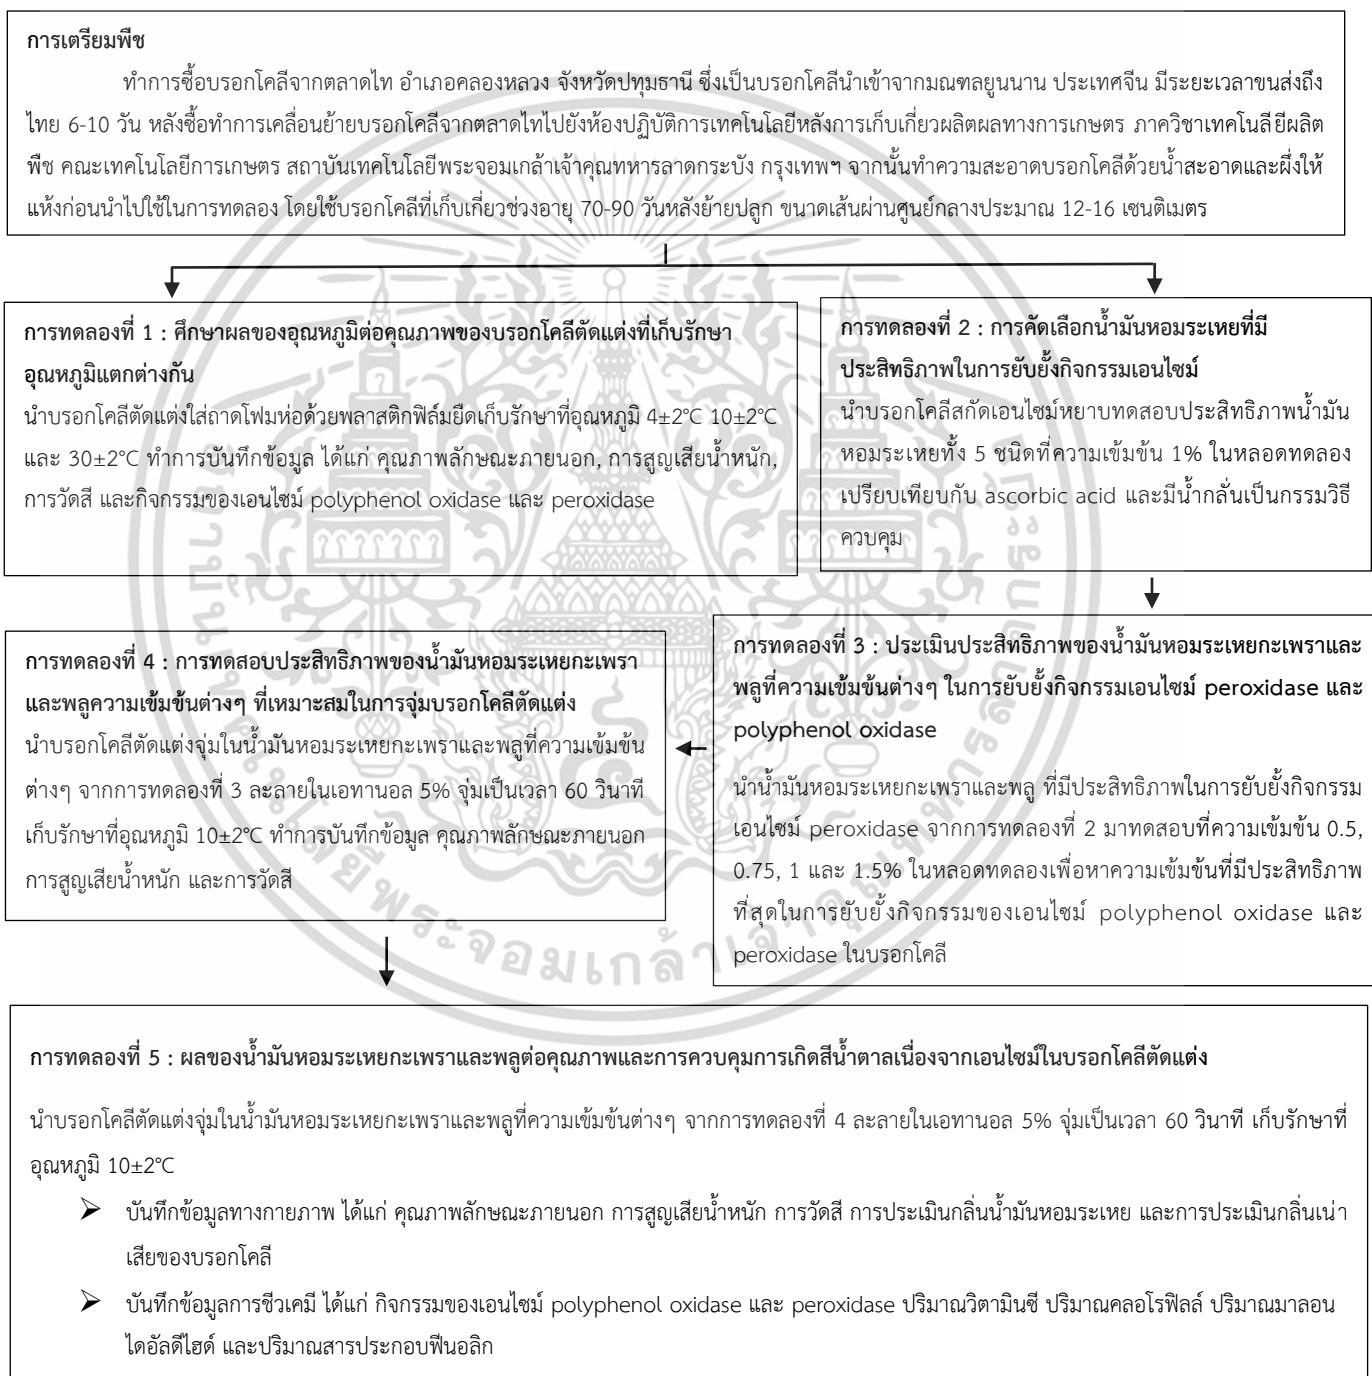 การเตรียมพืช
ทำการซื้อบรอกโคลีจากตลาดไท อำเภอคลองหลวง จังหวัดปทุมธานี ซึ่งเป็นบรอกโคลีนำเข้าจากมณฑลยูนนาน ประเทศจีน มีระยะเวลาขนส่งถึง
ไทย 6-10 วัน หลังซื้อทำการเคลื่อนย้ายบรอกโคลีจากตลาดไทไปยังห้องปฏิบัติการเทคโนโลยีหลังการเก็บเกี่ยวผลิตผลทางการเกษตร ภาควิชาเทคโนลียีผลิต
พืช คณะเทคโนโลยีการเกษตร สถาบันเทคโนโลยีพระจอมเกล้าเจ้าคุณทหารลาดกระบัง กรุงเทพฯ จากนั้นทำความสะอาดบรอกโคลีด้วยน้ำสะอาดและผึ่งให้
แห้งก่อนนำไปใช้ในการทดลอง โดยใช้บรอกโคลีที่เก็บเกี่ยวช่วงอายุ 70-90 วันหลังย้ายปลูก ขนาดเส้นผ่านศูนย์กลางประมาณ 12-16 เซนติเมตร
การทดลองที่ 1 : ศึกษาผลของอุณหภูมิต่อคุณภาพของบรอกโคลีตัดแต่งที่เก็บรักษา
อุณหภูมิแตกต่างกัน
นำบรอกโคลีตัดแต่งใส่ถาดโฟมห่อด้วยพลาสติกฟิล์มยืดเก็บรักษาที่อุณหภูมิ 4±2°C 10±2°C
และ 30±2°C ทำการบันทึกข้อมูล ได้แก่ คุณภาพลักษณะภายนอก, การสูญเสียน้ำหนัก,
การวัดสี และกิจกรรมของเอนไซม์ polyphenol oxidase และ peroxidase
การทดลองที่ 2 : การคัดเลือกน้ำมันหอมระเหยที่มี
ประสิทธิภาพในการยับยั้งกิจกรรมเอนไซม์
นำบรอกโคลีสกัดเอนไซม์หยาบทดสอบประสิทธิภาพน้ำมัน
หอมระเหยทั้ง 5 ชนิดที่ความเข้มข้น 1% ในหลอดทดลอง
เปรียบเทียบกับ ascorbic acid และมีน้ำกลั่นเป็นกรรมวิธี
ควบคุม
การทดลองที่ 3 : ประเมินประสิทธิภาพของน้ำมันหอมระเหยกะเพราและ
พลูที่ความเข้มข้นต่างๆ ในการยับยั้งกิจกรรมเอนไซม์ peroxidase และ
polyphenol oxidase
นำน้ำมันหอมระเหยกะเพราและพลู ที่มีประสิทธิภาพในการยับยั้งกิจกรรม
เอนไซม์ peroxidase จากการทดลองที่ 2 มาทดสอบที่ความเข้มข้น 0.5,
0.75, 1 และ 1.5% ในหลอดทดลองเพื่อหาความเข้มข้นที่มีประสิทธิภาพ
ที่สุดในการยับยั้งกิจกรรมของเอนไซม์ polyphenol oxidase และ
peroxidase ในบรอกโคลี
การทดลองที่ 4 : การทดสอบประสิทธิภาพของน้ำมันหอมระเหยกะเพรา
และพลูความเข้มข้นต่างๆ ที่เหมาะสมในการจุ่มบรอกโคลีตัดแต่ง
นำบรอกโคลีตัดแต่งจุ่มในน้ำมันหอมระเหยกะเพราและพลูที่ความเข้มข้น
ต่างๆ จากการทดลองที่ 3 ละลายในเอทานอล 5% จุ่มเป็นเวลา 60 วินาที
เก็บรักษาที่อุณหภูมิ 10±2°C ทำการบันทึกข้อมูล คุณภาพลักษณะภายนอก
การสูญเสียน้ำหนัก และการวัดสี
การทดลองที่ 5 : ผลของน้ำมันหอมระเหยกะเพราและพลูต่อคุณภาพและการควบคุมการเกิดสีน้ำตาลเนื่องจากเอนไซม์ในบรอกโคลีตัดแต่ง
นำบรอกโคลีตัดแต่งจุ่มในน้ำมันหอมระเหยกะเพราและพลูที่ความเข้มข้นต่างๆ จากการทดลองที่ 4 ละลายในเอทานอล 5% จุ่มเป็นเวลา 60 วินาที เก็บรักษาที่
อุณหภูมิ 10±2°C
➢ บันทึกข้อมูลทางกายภาพ ได้แก่ คุณภาพลักษณะภายนอก การสูญเสียน้ำหนัก การวัดสี การประเมินกลิ่นน้ำมันหอมระเหย และการประเมินกลิ่นเน่า
เสียของบรอกโคลี
➢ บันทึกข้อมูลการชีวเคมี ได้แก่ กิจกรรมของเอนไซม์ polyphenol oxidase และ peroxidase ปริมาณวิตามินซี ปริมาณคลอโรฟิลล์ ปริมาณมาลอน
ไดอัลดีไฮด์ และปริมาณสารประกอบฟีนอลิก